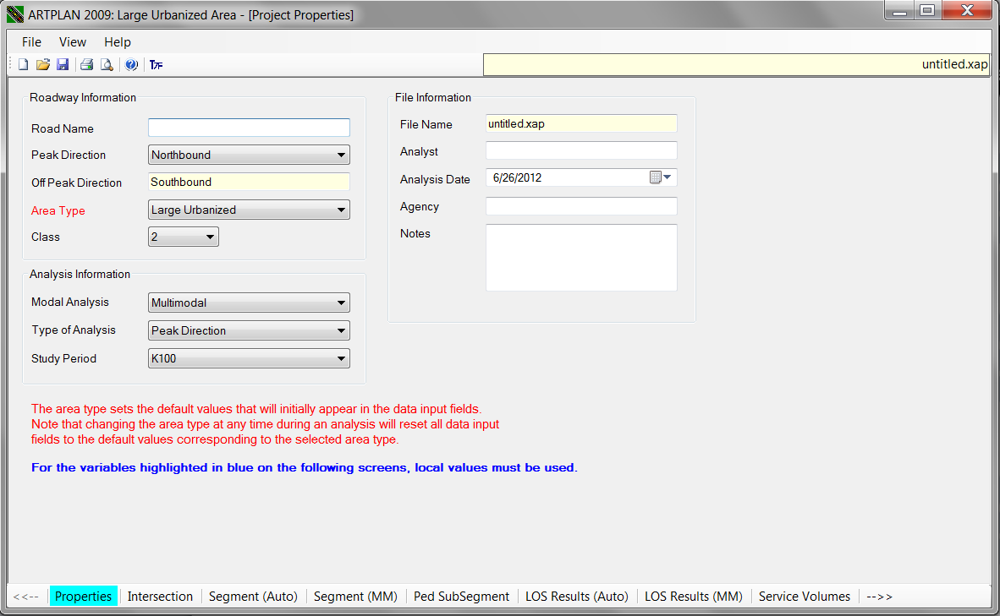 ARTPLAN 2009: Large Urbanized Area - [Project Properties]
File View Help
T7F
untitled.xap
Roadway Information
Road Name
Peak Direction Northbound
Off Peak Direction Southbound
Area Type Large Urbanized
Class 2
Analysis Information
Modal Analysis Multimodal
Type of Analysis Peak Direction
Study Period K100
File Information
File Name untitled.xap
Analyst
Analysis Date 6/26/2012
Agency
Notes
The area type sets the default values that will initially appear in the data input fields.
Note that changing the area type at any time during an analysis will reset all data input
fields to the default values corresponding to the selected area type.
For the variables highlighted in blue on the following screens, local values must be used.
<<-- Properties Intersection Segment (Auto) Segment (MM) Ped SubSegment LOS Results (Auto) LOS Results (MM) Service Volumes -->>